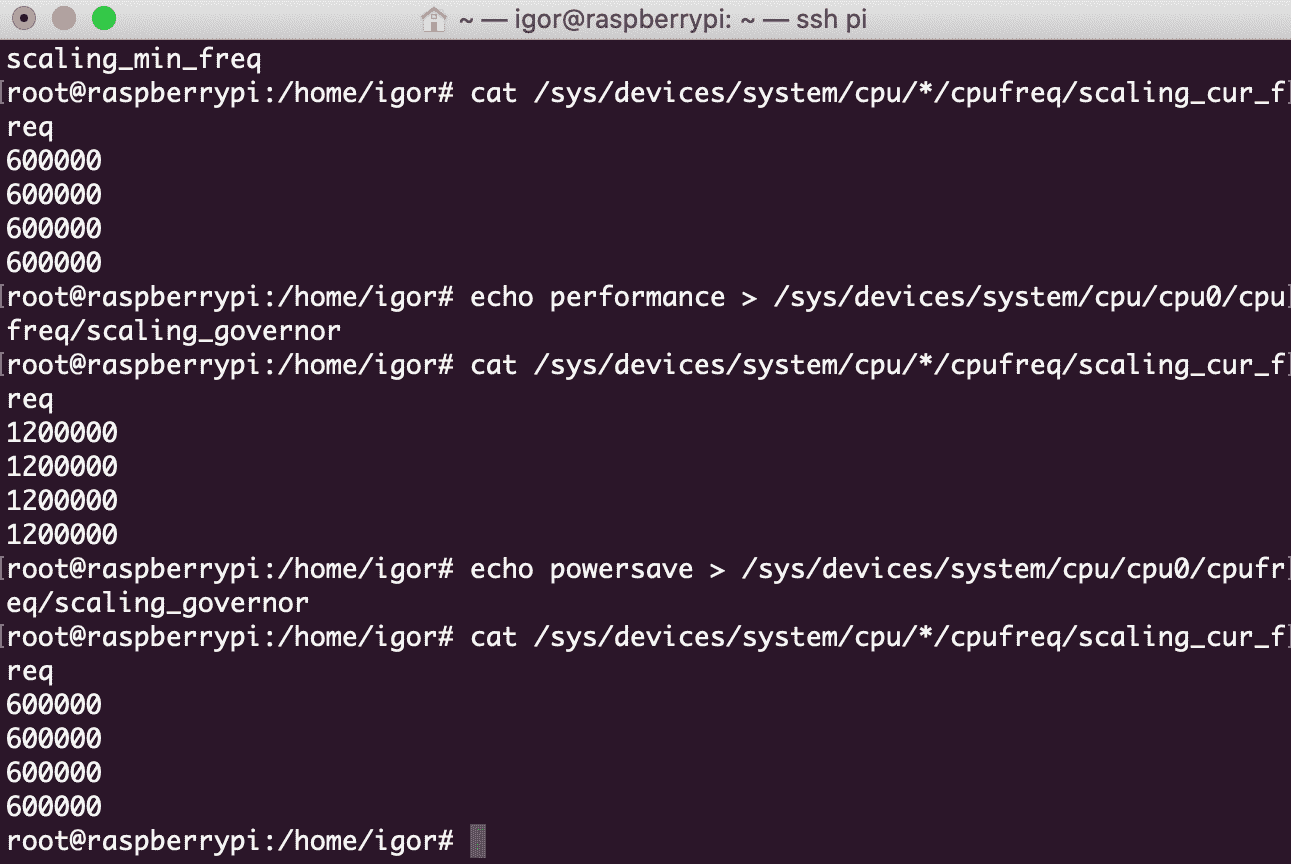 ~ — igor@raspberrypi: ~ — ssh pi
scaling_min_freq
[root@raspberrypi:/home/igor# cat /sys/devices/system/cpu/*/cpufreq/scaling_cur_f]
req
600000
600000
600000
600000
[root@raspberrypi:/home/igor# echo performance > /sys/devices/system/cpu/cpu0/cpu]
freq/scaling_governor
[root@raspberrypi:/home/igor# cat /sys/devices/system/cpu/*/cpufreq/scaling_cur_f]
req
1200000
1200000
1200000
1200000
[root@raspberrypi:/home/igor# echo powersave > /sys/devices/system/cpu/cpu0/cpufr]
eq/scaling_governor
[root@raspberrypi:/home/igor# cat /sys/devices/system/cpu/*/cpufreq/scaling_cur_f]
req
600000
600000
600000
600000
root@raspberrypi:/home/igor#